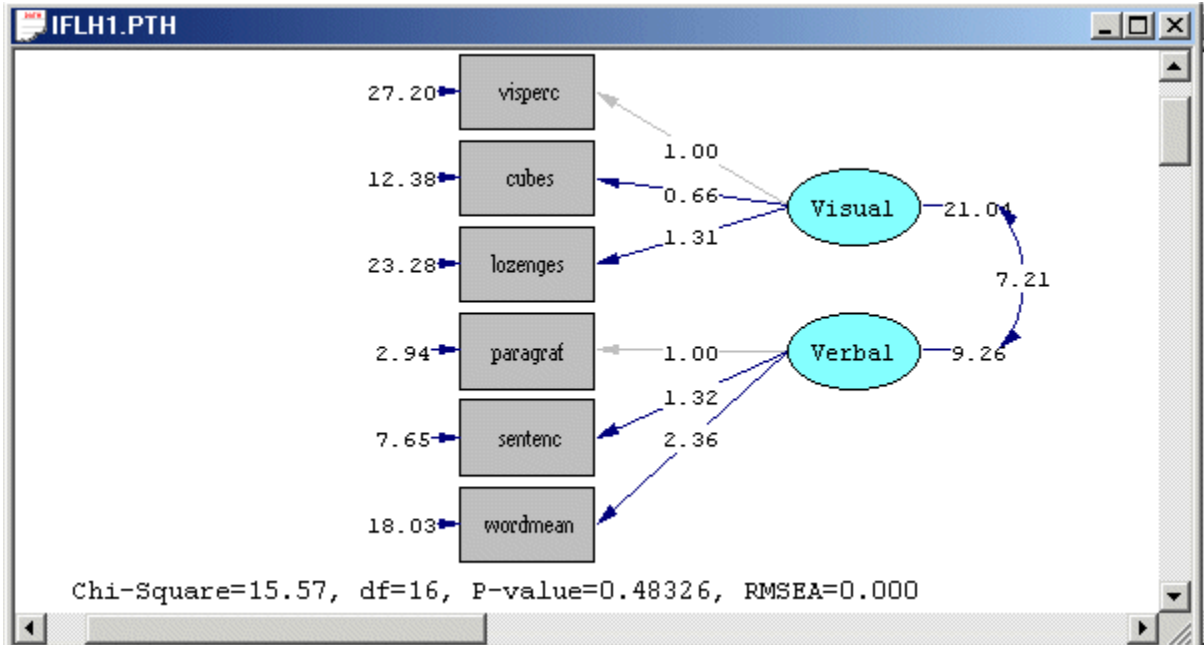 IFLH1.PTH
27.20 visperc
1.00
12.38 cubes 0.66 Visual 21.04
1.31
23.28 lozenges
7.21
2.94 paragraf 1.00 Verbal 9.26
1.32
7.65 sentenc 2.36
18.03 wordmean
Chi-Square=15.57, df=16, P-value=0.48326, RMSEA=0.000